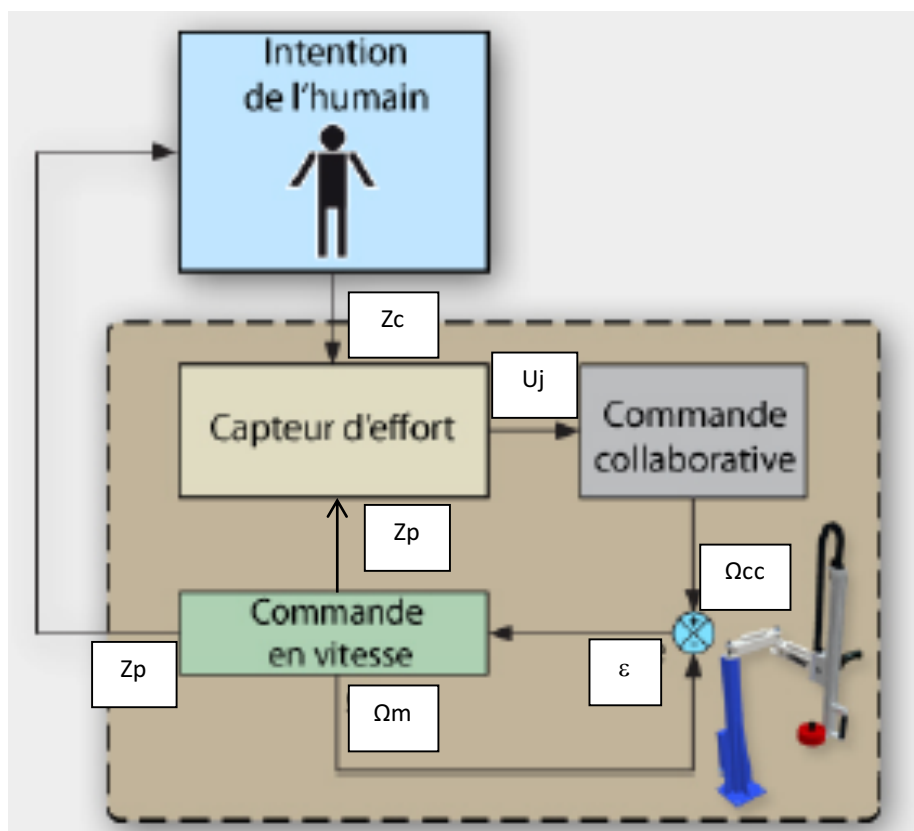 Intention
de l'humain
Zc
Uj
Capteur d'effort
Commande
collaborative
Zp
Ωcc
Commande
en vitesse
Zp
Ωm
ε